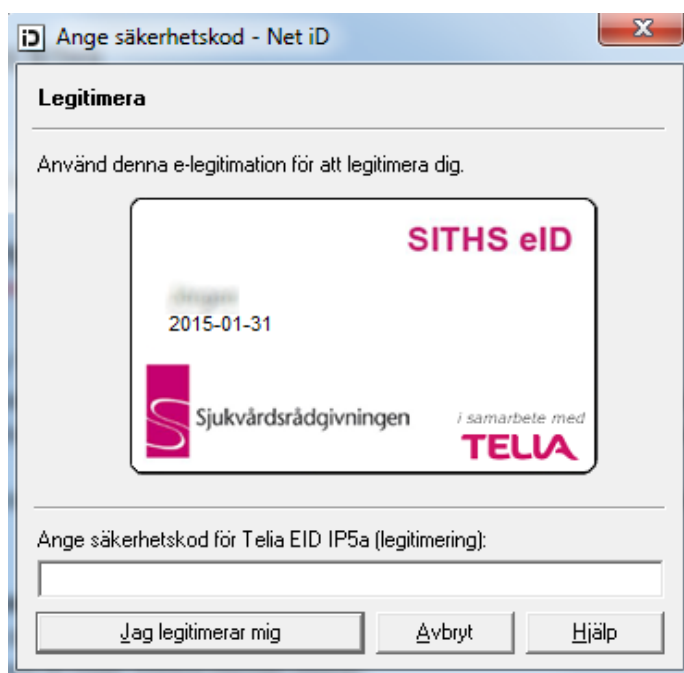 Ange säkerhetskod - Net iD
Legitimera
Använd denna e-legitimation för att legitimera dig.
SITHS eID
2015-01-31
Sjukvårdsrådgivningen
i samarbete med
TELIA
Ange säkerhetskod för Telia EID IP5a (legitimering):
Jag legitimerar mig
Avbryt
Hjälp